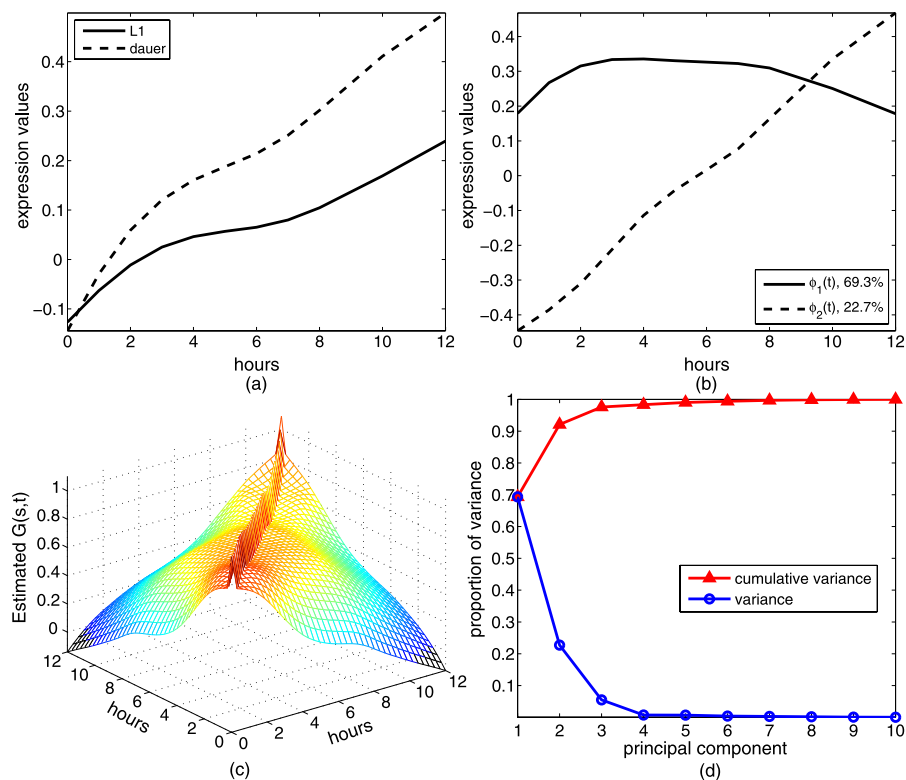 L1
dauer
0.4
0.3
0.2
0.1
0
−0.1
expression values
0 2 4 6 8 10 12
hours
(a)
0.4
0.3
0.2
0.1
0
−0.1
−0.2
−0.3
−0.4
expression values
ϕ1(t), 69.3%
ϕ2(t), 22.7%
0 2 4 6 8 10 12
hours
(b)
1
0.8
0.6
0.4
0.2
0
Estimated G(s,t)
12 10 8 6 4 2 0
hours
0 2 4 6 8 10 12
hours
(c)
1
0.9
0.8
0.7
0.6
0.5
0.4
0.3
0.2
0.1
proportion of variance
cumulative variance
variance
1 2 3 4 5 6 7 8 9 10
principal component
(d)